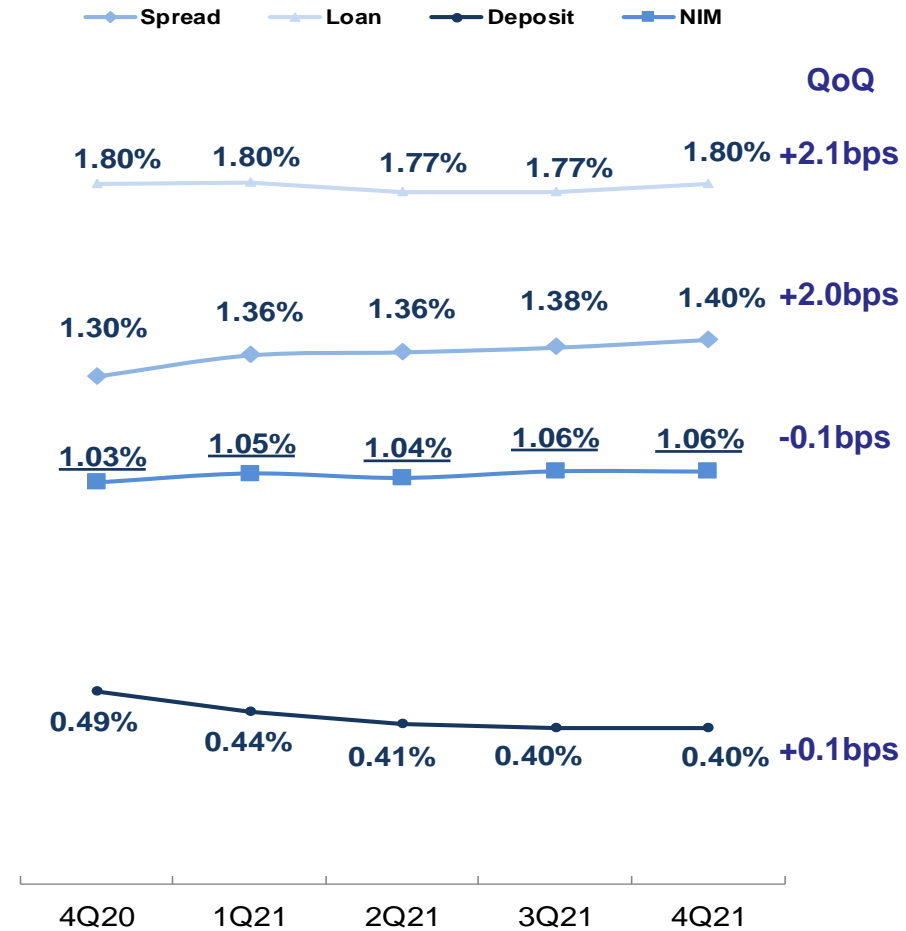 Spread Loan Deposit NIM
QoQ
1.80% 1.80% 1.77% 1.77% 1.80% +2.1bps
1.30% 1.36% 1.36% 1.38% 1.40% +2.0bps
1.03% 1.05% 1.04% 1.06% 1.06% -0.1bps
0.49% 0.44% 0.41% 0.40% 0.40% +0.1bps
4Q20 1Q21 2Q21 3Q21 4Q21